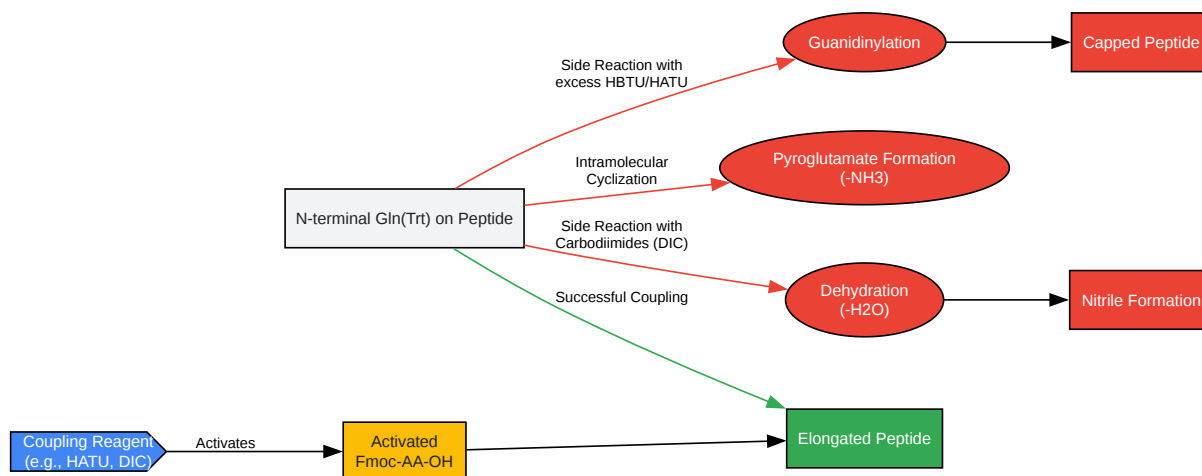 Guanidinylation
Capped Peptide
Side Reaction with
excess HBTU/HATU
Pyroglutamate Formation
(-NH3)
Intramolecular
Cyclization
N-terminal Gln(Trt) on Peptide
Side Reaction with
Carbodiimides (DIC)
Dehydration
(-H2O)
Nitrile Formation
Successful Coupling
Elongated Peptide
Coupling Reagent
(e.g., HATU, DIC)
Activates
Activated
Fmoc-AA-OH